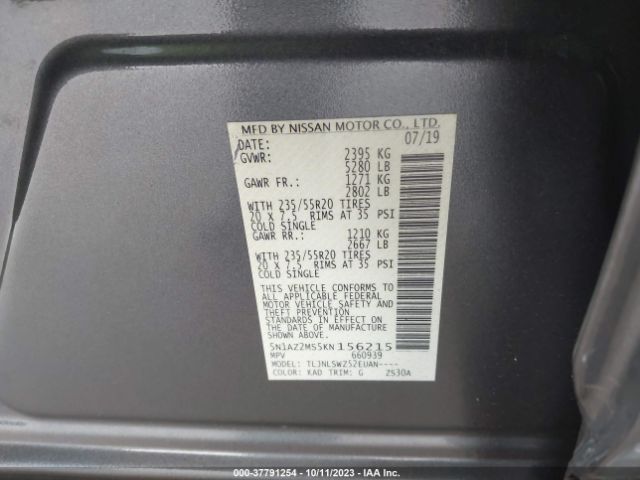 MFD BY NISSAN MOTOR CO., LTD.
DATE: 07/19
GVWR: 2395 KG
5280 LB
GAWR FR.: 1271 KG
2802 LB
WITH 235/55R20 TIRES
20 X 7.5 RIMS AT 35 PSI
COLD SINGLE
GAWR RR.: 1210 KG
2667 LB
WITH 235/55R20 TIRES
20 X 7.5 RIMS AT 35 PSI
COLD SINGLE
THIS VEHICLE CONFORMS TO
ALL APPLICABLE FEDERAL
MOTOR VEHICLE SAFETY AND
THEFT PREVENTION
STANDARDS IN EFFECT ON
THE DATE OF MANUFACTURE
SHOWN ABOVE.
5N1AZ2MS5KN156215
MPV 660939
MODEL: TLJNLSWZ52EUAN----
COLOR: KAD TRIM: G ZS30A
000-37791254 - 10/11/2023 - IAA Inc.